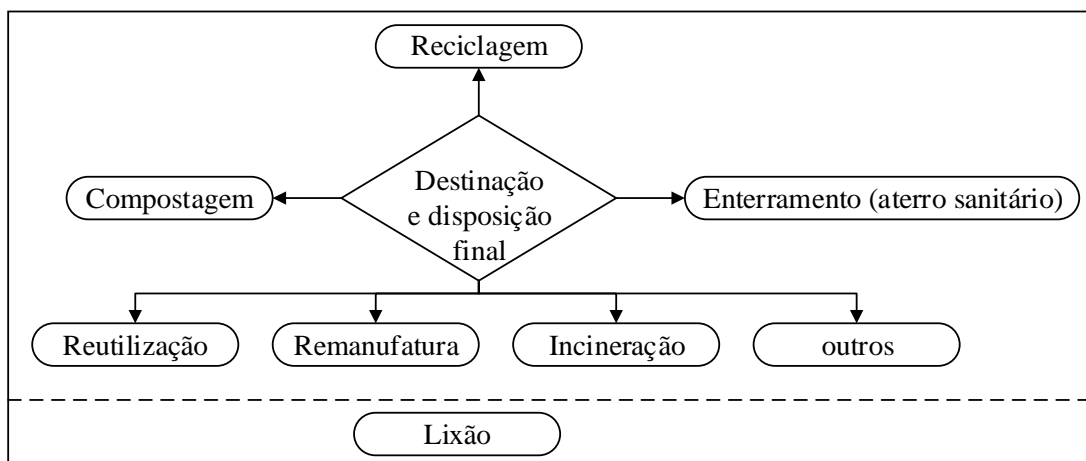 Reciclagem
Compostagem
Destinação
e disposição
final
Enterramento (aterro sanitário)
Reutilização
Remanufatura
Incineração
outros
Lixão